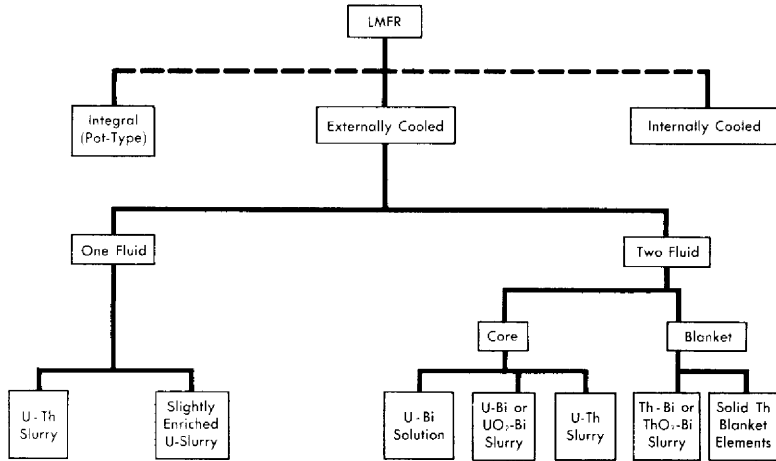 LMFR
Integral
(Pot-Type)
Externally Cooled
Internally Cooled
One Fluid
Two Fluid
Core
Blanket
U-Th
Slurry
Slightly
Enriched
U-Slurry
U-Bi
Solution
U-Bi or
UO₂-Bi
Slurry
U-Th
Slurry
Th-Bi or
ThO₂-Bi
Slurry
Solid Th
Blanket
Elements